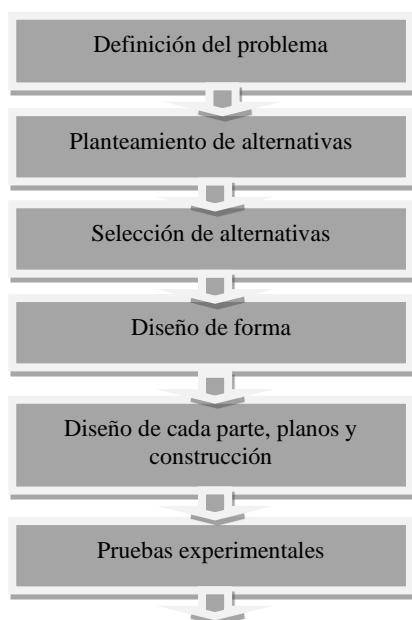 Definición del problema
Planteamiento de alternativas
Selección de alternativas
Diseño de forma
Diseño de cada parte, planos y
construcción
Pruebas experimentales